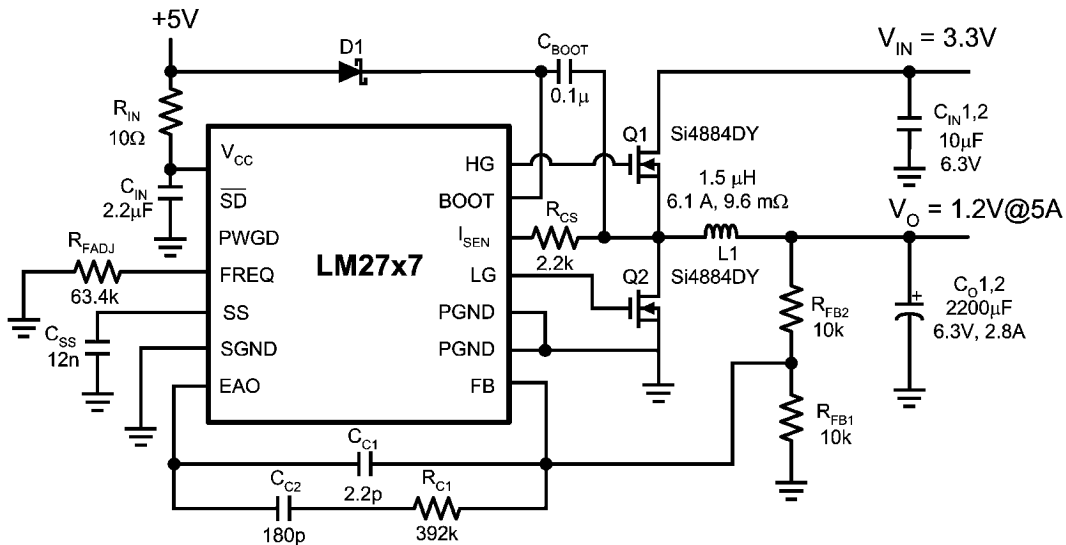 +5V
D1
C_BOOT
0.1µ
V_IN = 3.3V
R_IN
10Ω
C_IN1,2
10µF
6.3V
Q1
Si4884DY
V_CC
HG
C_IN
2.2µF
SD
BOOT
1.5 µH
6.1 A, 9.6 mΩ
V_O = 1.2V@5A
PWGD
I_SEN
R_CS
2.2k
L1
R_FADJ
63.4k
FREQ
LM27x7
LG
Q2
Si4884DY
C_O1,2
2200µF
6.3V, 2.8A
+
R_FB2
10k
SS
PGND
C_SS
12n
SGND
PGND
EAO
FB
R_FB1
10k
C_C1
2.2p
C_C2
180p
R_C1
392k